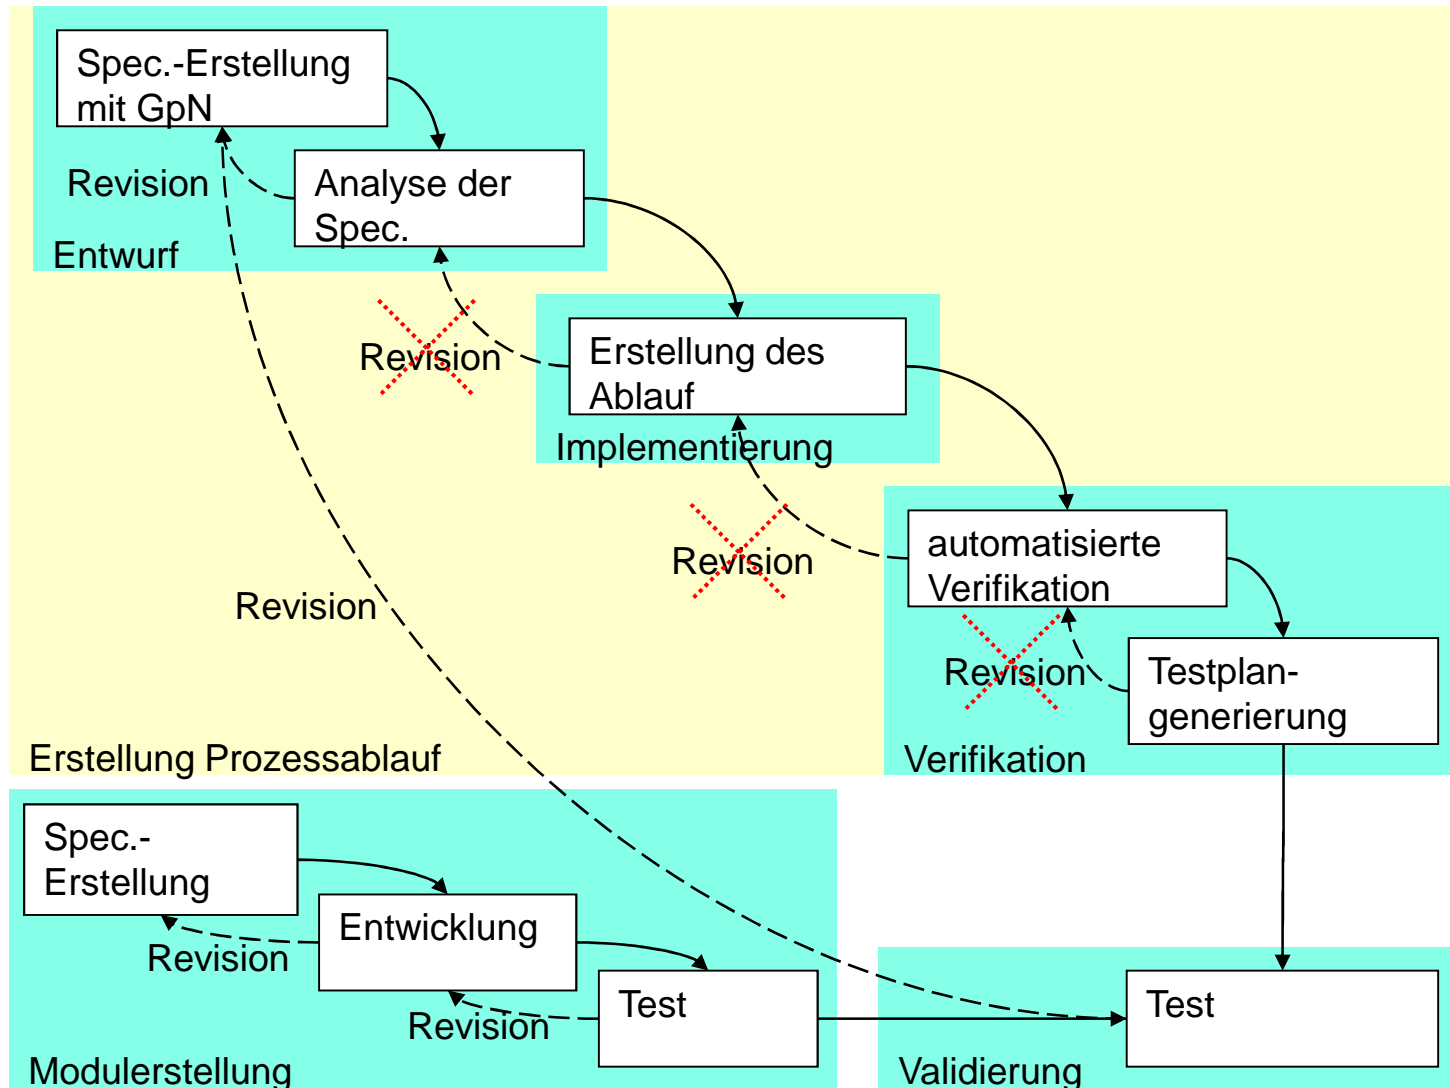 Spec.-Erstellung
mit GpN
Revision
Analyse der
Spec.
Entwurf
Revision
Erstellung des
Ablauf
Implementierung
Revision
automatisierte
Verifikation
Revision
Revision
Testplan-
generierung
Erstellung Prozessablauf
Verifikation
Spec.-
Erstellung
Entwicklung
Revision
Test
Revision
Modulerstellung
Test
Validierung